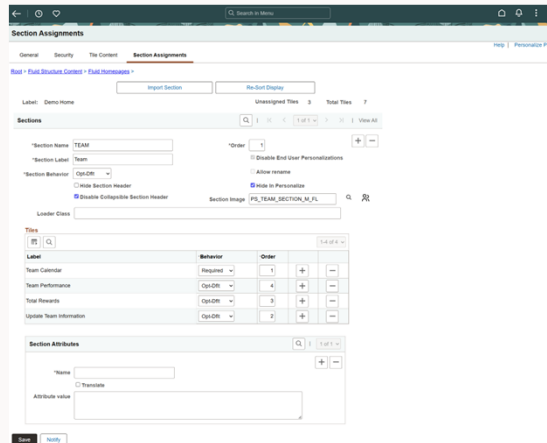 Search in Menu
Section Assignments
Help | Personalize P
General Security Tile Content Section Assignments
Root > Fluid Structure Content > Fluid Homepages >
Import Section Re-Sort Display
Label: Demo Home Unassigned Tiles 3 Total Tiles 7
Sections 1 of 1 | View All
*Section Name TEAM *Order 1
*Section Label Team Disable End User Personalizations
*Section Behavior Opt-Dflt Allow rename
Hide Section Header Hide in Personalize
Disable Collapsible Section Header Section Image PS_TEAM_SECTION_M_FL
Loader Class
Tiles
1-4 of 4
Label *Behavior *Order
Team Calendar Required 1
Team Performance Opt-Dflt 4
Total Rewards Opt-Dflt 3
Update Team Information Opt-Dflt 2
Section Attributes 1 of 1
*Name
Translate
Attribute value
Save Notify